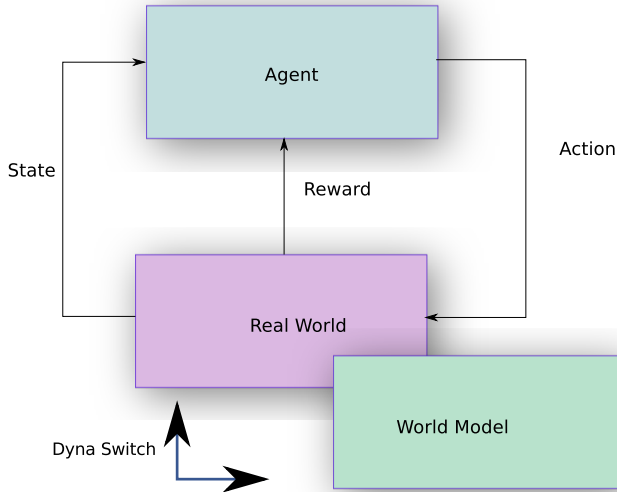 Agent
State
Action
Reward
Real World
World Model
Dyna Switch